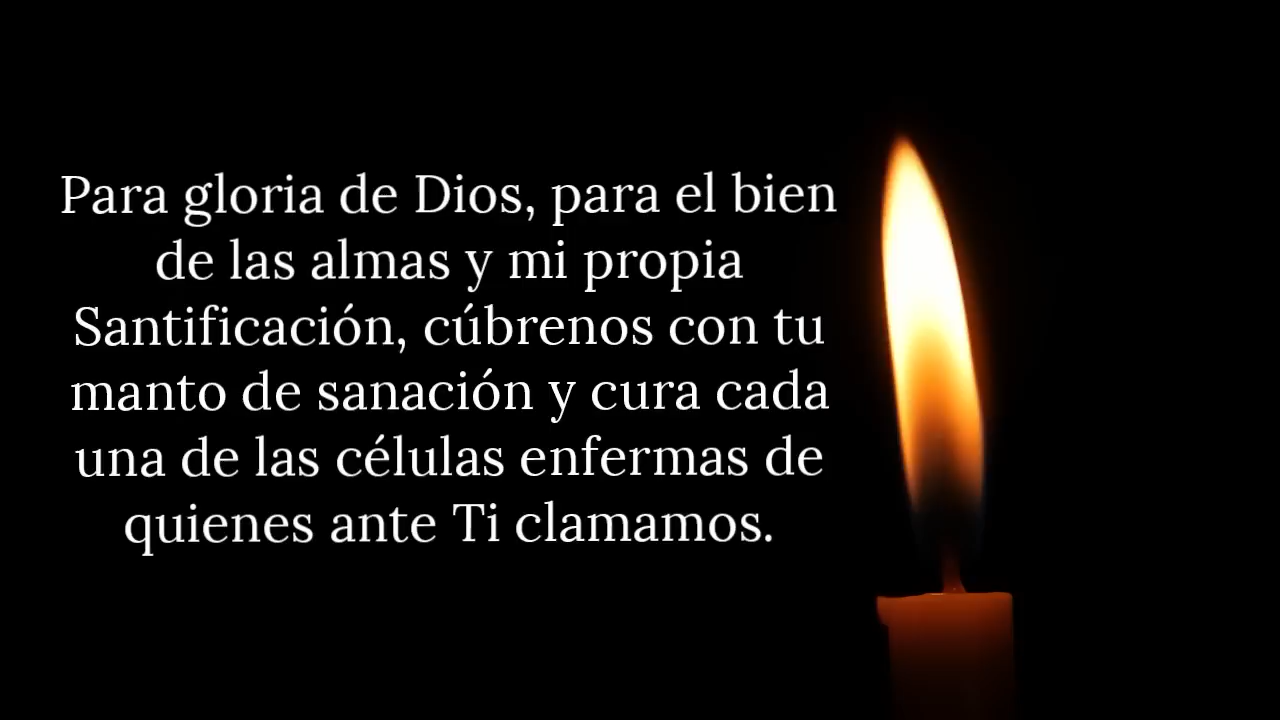 Para gloria de Dios, para el bien
de las almas y mi propia
Santificación, cúbrenos con tu
manto de sanación y cura cada
una de las células enfermas de
quienes ante Ti clamamos.